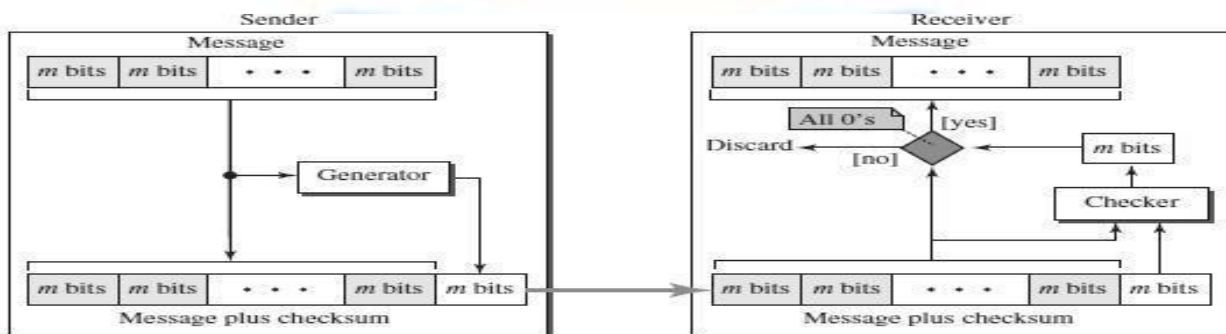 Sender
Message
m bits m bits • • • m bits
Generator
m bits m bits • • • m bits m bits
Message plus checksum
Receiver
Message
m bits m bits • • • m bits
All 0's
[yes]
Discard
[no]
m bits
Checker
m bits m bits • • • m bits m bits
Message plus checksum